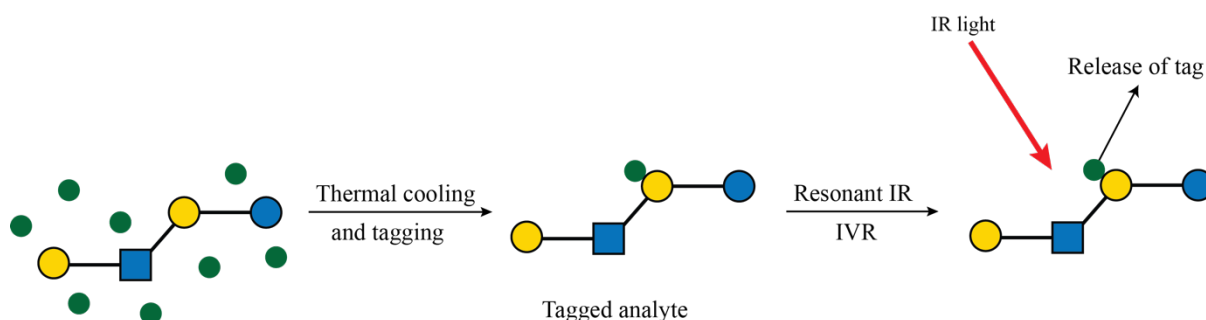 IR light
Release of tag
Thermal cooling
and tagging
Resonant IR
IVR
Tagged analyte